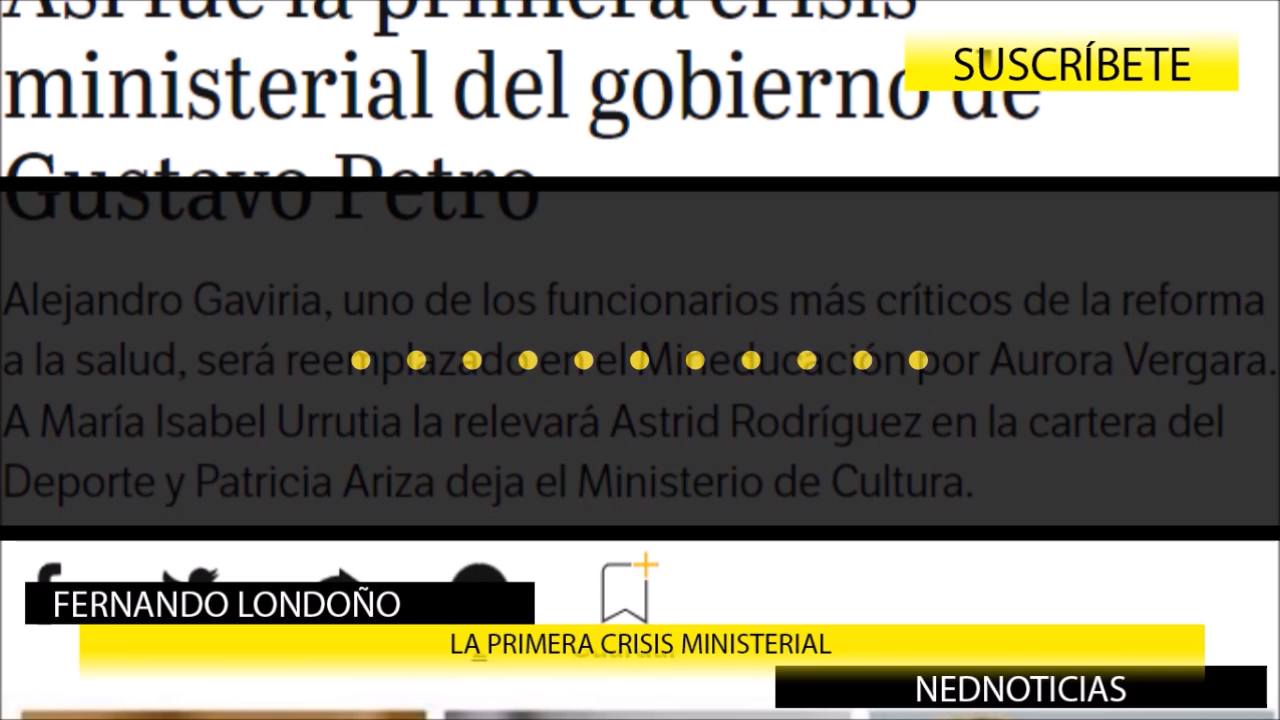 Así fue la primera crisis
ministerial del gobierno de
Gustavo Petro
SUSCRÍBETE
Alejandro Gaviria, uno de los funcionarios más críticos de la reforma
a la salud, será reemplazado en el Mineducación por Aurora Vergara.
A María Isabel Urrutia la relevará Astrid Rodríguez en la cartera del
Deporte y Patricia Ariza deja el Ministerio de Cultura.
FERNANDO LONDOÑO
LA PRIMERA CRISIS MINISTERIAL
NEDNOTICIAS